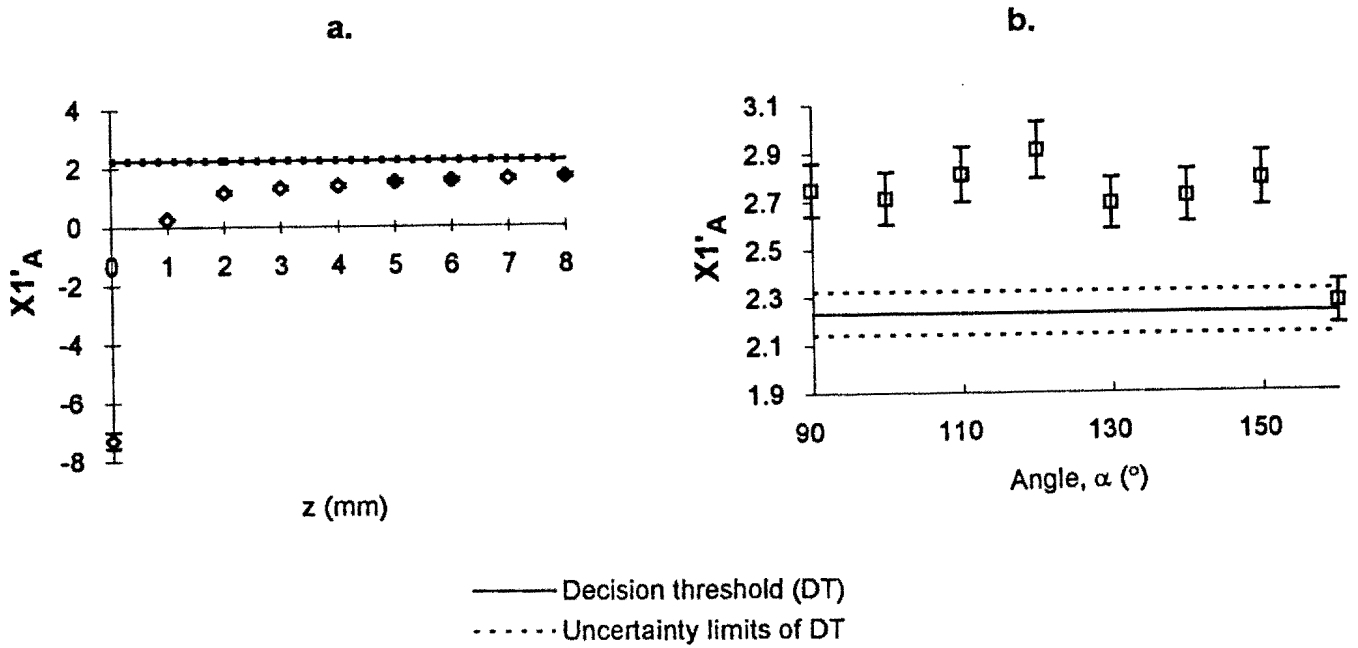 a.
4
2
0
-2
-4
-6
-8
X1'A
0 1 2 3 4 5 6 7 8
z (mm)
b.
3.1
2.9
2.7
2.5
2.3
2.1
1.9
X1'A
90 110 130 150
Angle, α (°)
Decision threshold (DT)
Uncertainty limits of DT